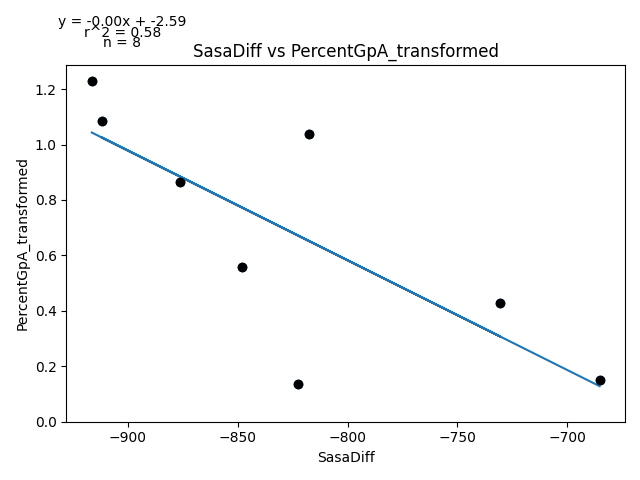 y = -0.00x + -2.59
r^2 = 0.58
n = 8
SasaDiff vs PercentGpA_transformed
1.2
1.0
0.8
0.6
0.4
0.2
0.0
PercentGpA_transformed
−900
−850
−800
−750
−700
SasaDiff